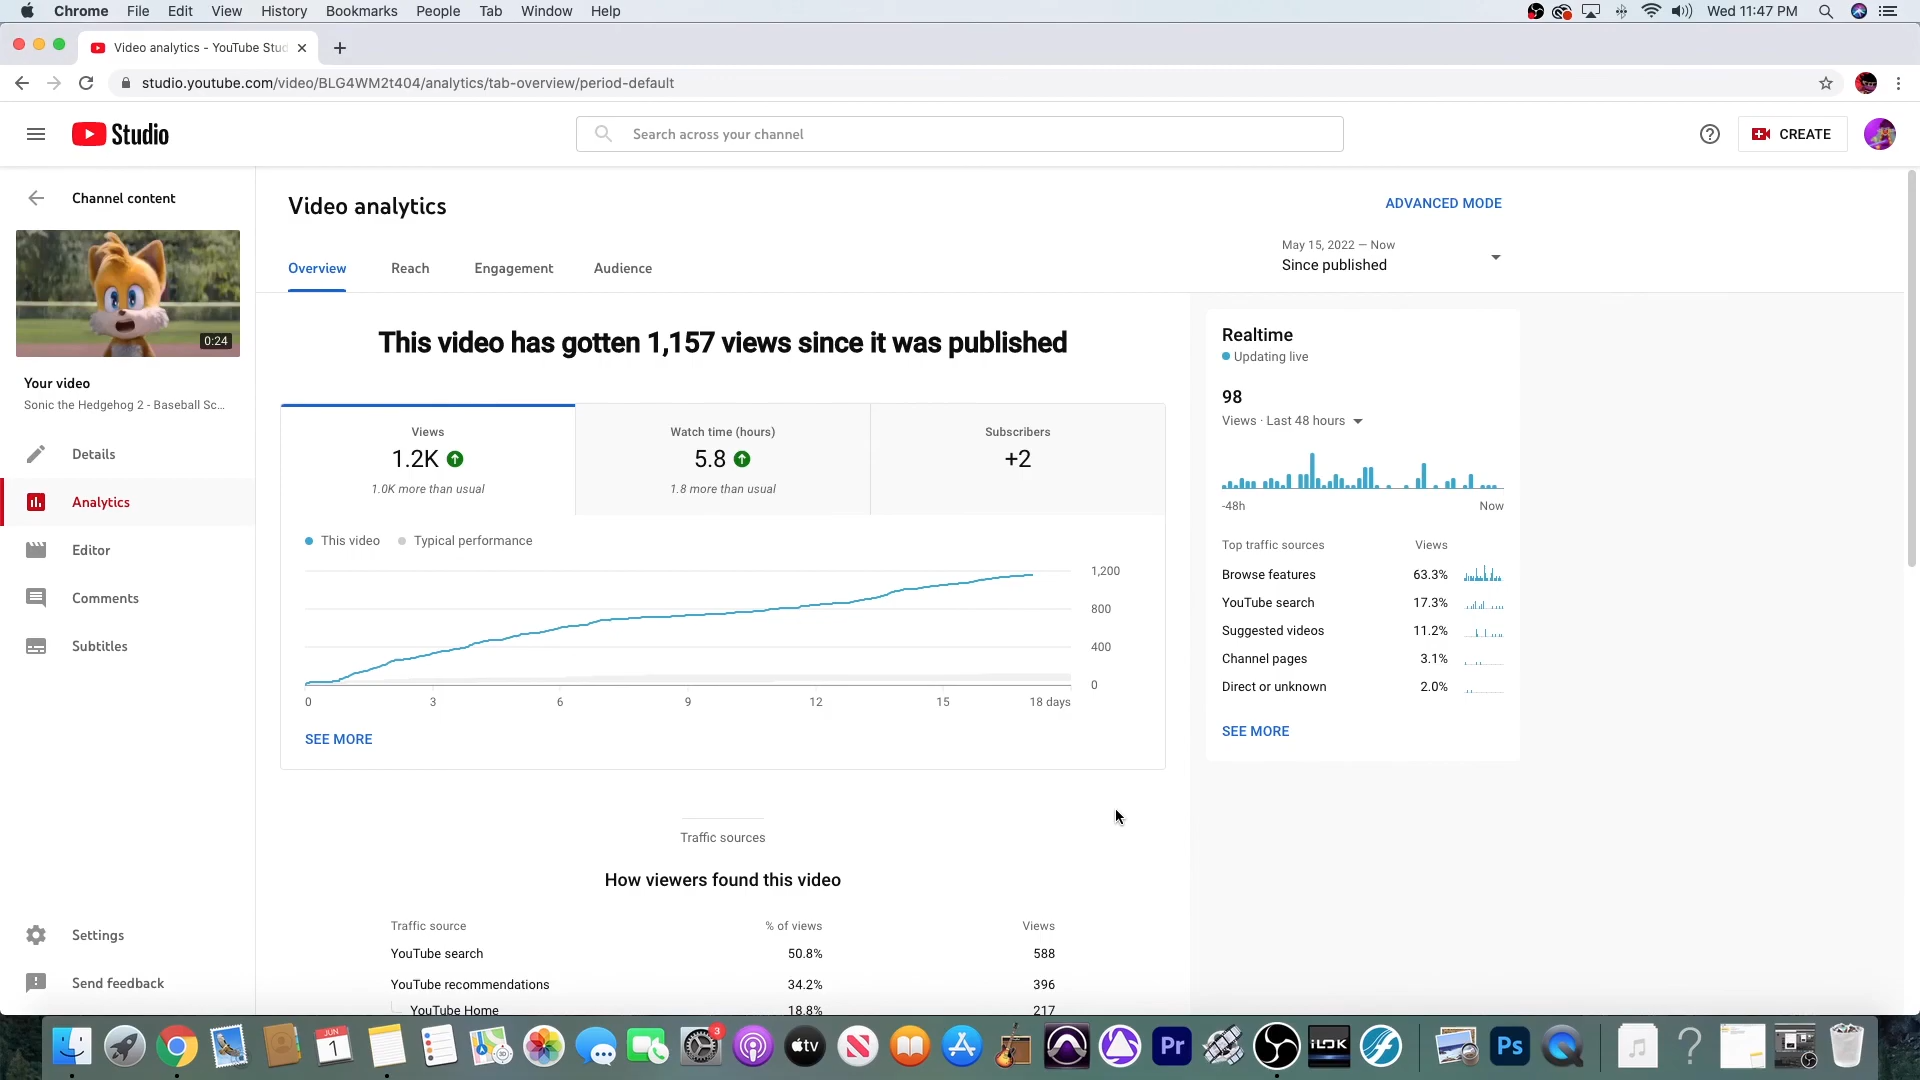 Chrome File Edit View History Bookmarks People Tab Window Help
Wed 11:47 PM
Video analytics - YouTube Stud
studio.youtube.com/video/BLG4WM2t404/analytics/tab-overview/period-default
Studio
Search across your channel
CREATE
Channel content
0:24
Your video
Sonic the Hedgehog 2 - Baseball Sc...
Details
Analytics
Editor
Comments
Subtitles
Settings
Send feedback
Video analytics
ADVANCED MODE
Overview Reach Engagement Audience
May 15, 2022 – Now
Since published
This video has gotten 1,157 views since it was published
Views
1.2K
1.0K more than usual
Watch time (hours)
5.8
1.8 more than usual
Subscribers
+2
This video Typical performance
1,200
800
400
0
0 3 6 9 12 15 18 days
SEE MORE
Realtime
Updating live
98
Views · Last 48 hours
-48h Now
Top traffic sources Views
Browse features 63.3%
YouTube search 17.3%
Suggested videos 11.2%
Channel pages 3.1%
Direct or unknown 2.0%
SEE MORE
Traffic sources
How viewers found this video
Traffic source % of views Views
YouTube search 50.8% 588
YouTube recommendations 34.2% 396
YouTube Home 18.8% 217
JUN
1
3
tv
Pr
iLOK
Ps